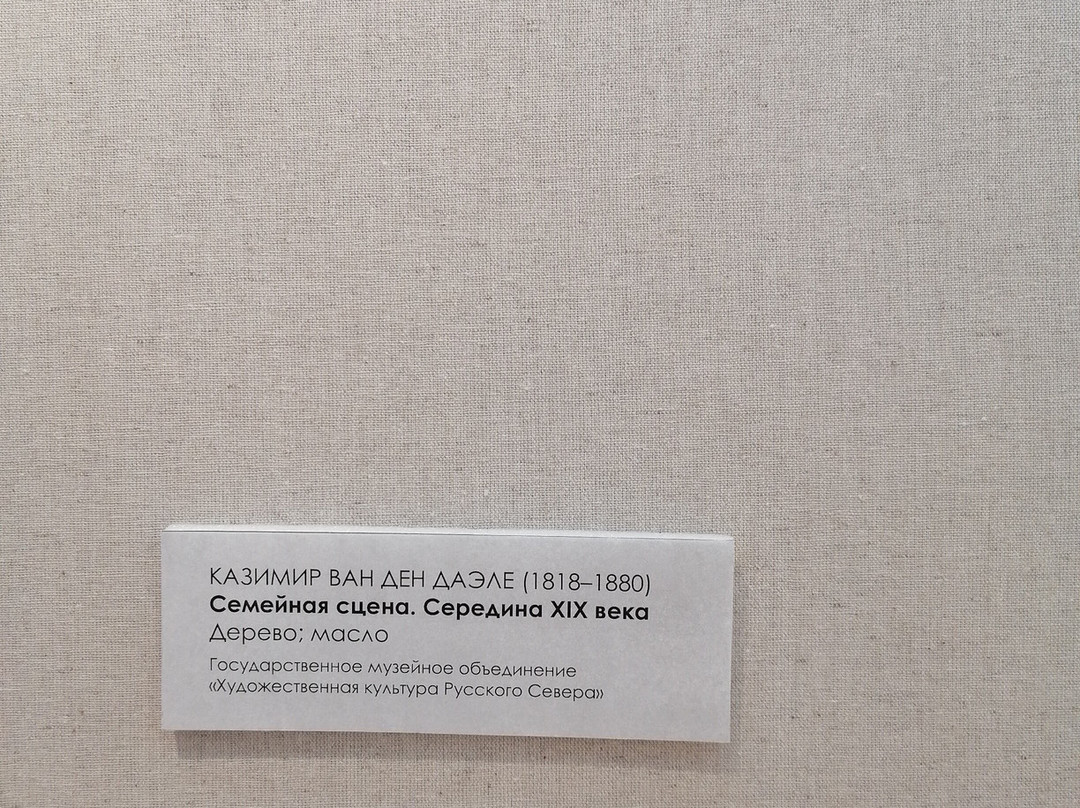 КАЗИМИР ВАН ДЕН ДАЭЛЕ (1818–1880)
Семейная сцена. Середина XIX века
Дерево; масло
Государственное музейное объединение
«Художественная культура Русского Севера»